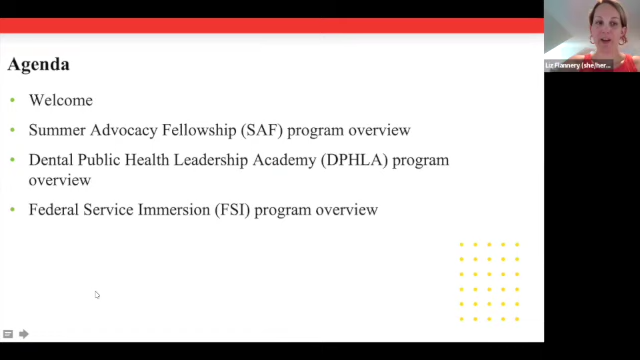 Agenda
• Welcome
• Summer Advocacy Fellowship (SAF) program overview
• Dental Public Health Leadership Academy (DPHLA) program
overview
• Federal Service Immersion (FSI) program overview
Liz Flannery (she/her...